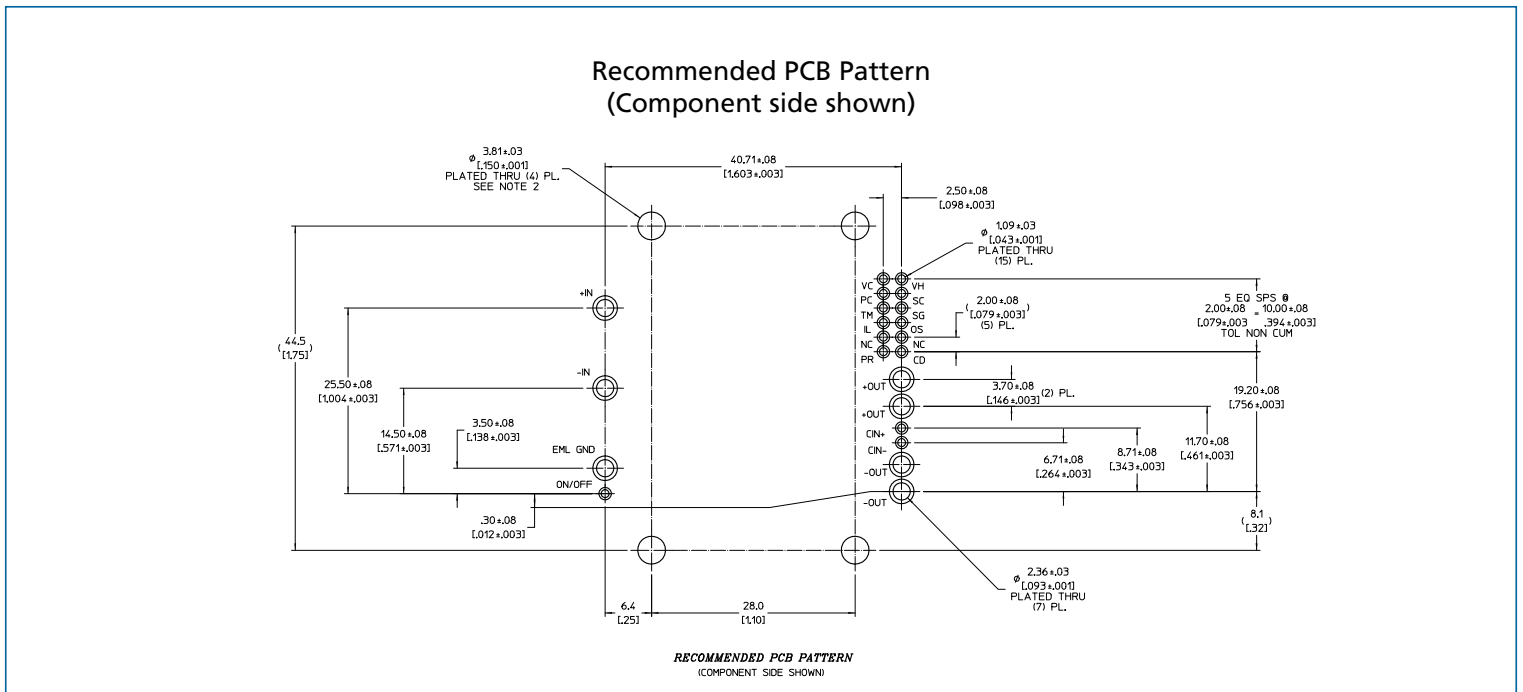 Recommended PCB Pattern
(Component side shown)
ø 3.81±.03
[.150±.001]
PLATED THRU (4) PL.
SEE NOTE 2
40.71±.08
[1.603±.003]
2.50±.08
[.098±.003]
ø 1.09±.03
[.043±.001]
PLATED THRU
(15) PL.
+IN
VC
VH
PC
SC
TM
SG
IL
OS
NC
NC
PR
CD
(2.00±.08
[.079±.003])
(5) PL.
5 EQ SPS @
2.00±.08 = 10.00±.08
[.079±.003 .394±.003]
TOL NON CUM
(44.5
[1.75])
25.50±.08
[1.004±.003]
-IN
14.50±.08
[.571±.003]
3.50±.08
[.138±.003]
EML GND
ON/OFF
.30±.08
[.012±.003]
+OUT
+OUT
CIN+
CIN-
-OUT
-OUT
3.70±.08
[.146±.003] (2) PL.
19.20±.08
[.756±.003]
11.70±.08
[.461±.003]
8.71±.08
[.343±.003]
6.71±.08
[.264±.003]
(8.1
[.32])
ø 2.36±.03
[.093±.001]
PLATED THRU
(7) PL.
6.4
[.25]
28.0
[1.10]
RECOMMENDED PCB PATTERN
(COMPONENT SIDE SHOWN)